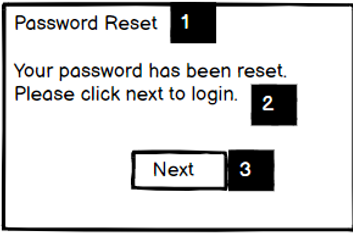 Password Reset 1
Your password has been reset.
Please click next to login. 2
Next 3